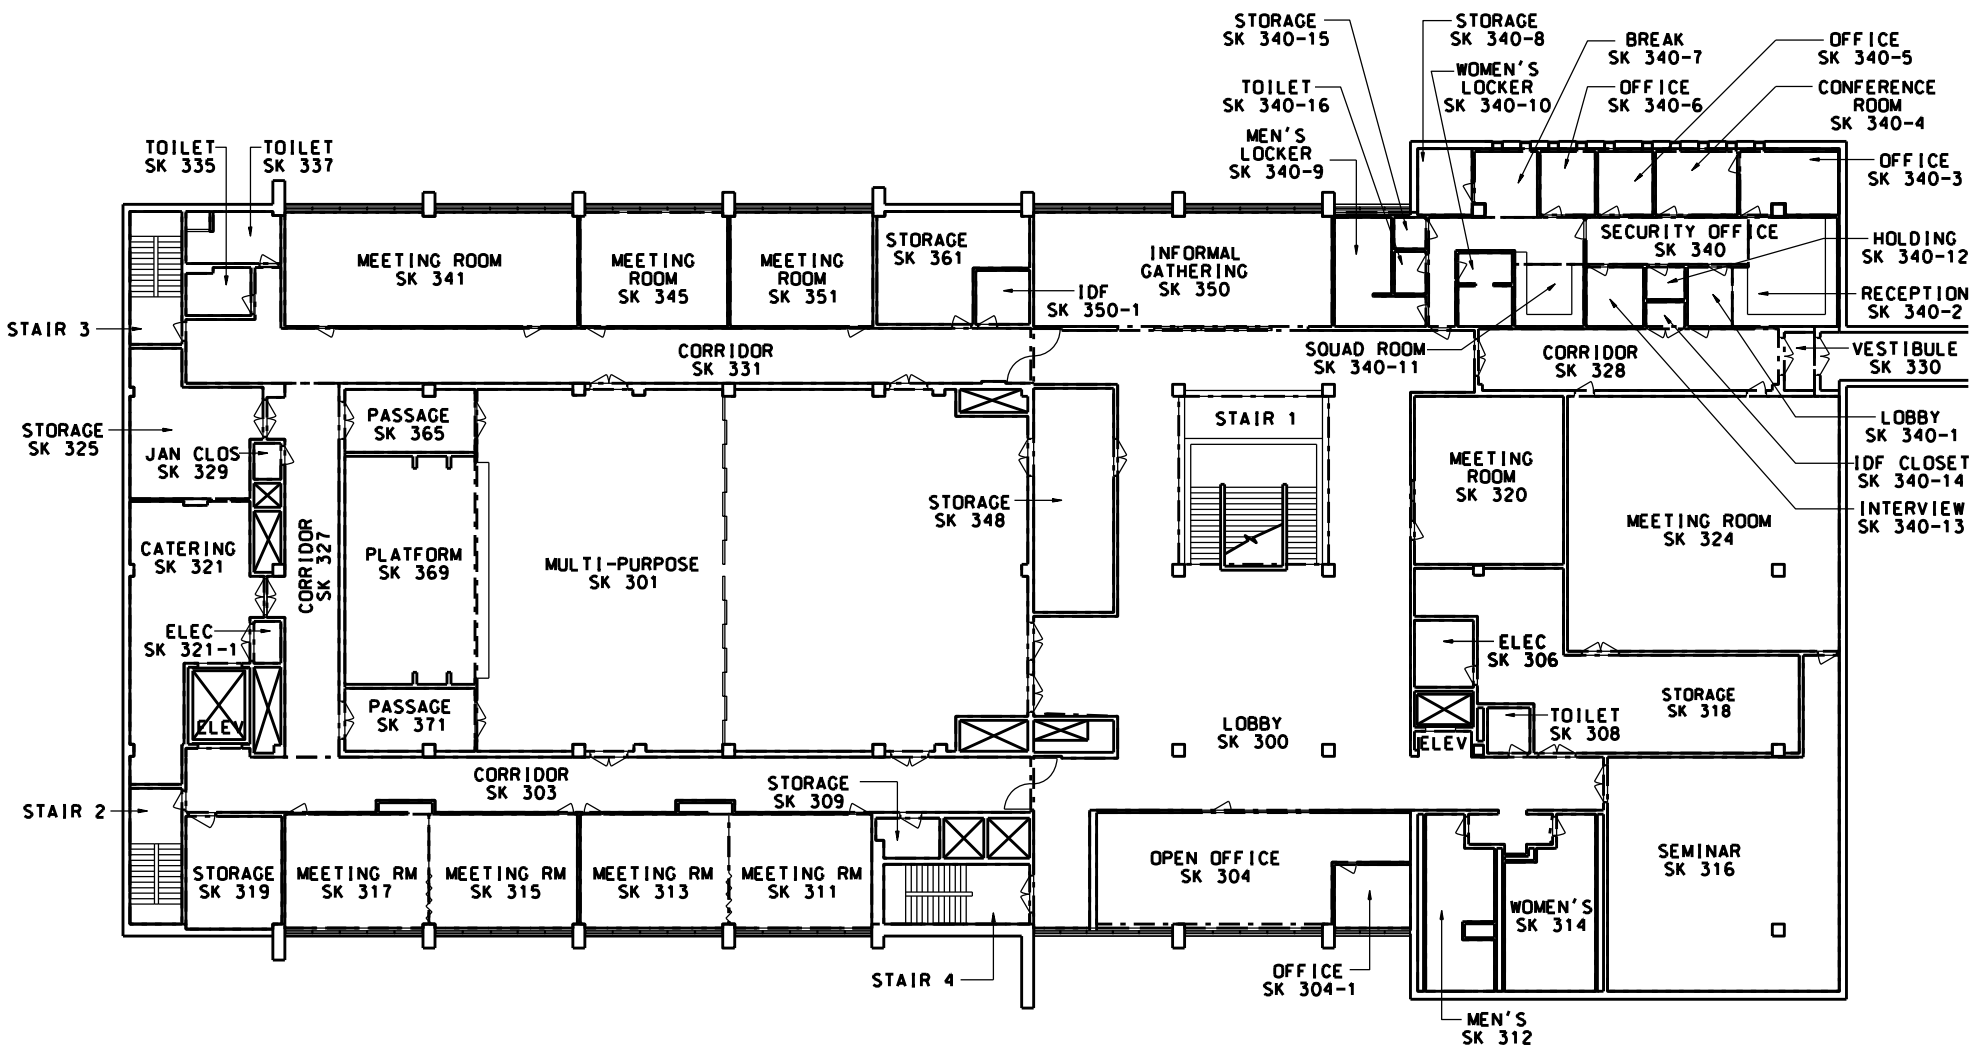 STORAGE
SK 340-15
STORAGE
SK 340-8
BREAK
SK 340-7
OFFICE
SK 340-5
WOMEN'S
LOCKER
SK 340-10
TOILET
SK 340-16
OFFICE
SK 340-6
CONFERENCE
ROOM
SK 340-4
MEN'S
LOCKER
SK 340-9
TOILET
SK 335
TOILET
SK 337
OFFICE
SK 340-3
MEETING ROOM
SK 341
MEETING
ROOM
SK 345
MEETING
ROOM
SK 351
STORAGE
SK 361
INFORMAL
GATHERING
SK 350
SECURITY OFFICE
SK 340
HOLDING
SK 340-12
IDF
SK 350-1
RECEPTION
SK 340-2
STAIR 3
CORRIDOR
SK 331
SQUAD ROOM
SK 340-11
CORRIDOR
SK 328
VESTIBULE
SK 330
STORAGE
SK 325
PASSAGE
SK 365
STAIR 1
LOBBY
SK 340-1
JAN CLOS
SK 329
MEETING
ROOM
SK 320
IDF CLOSET
SK 340-14
STORAGE
SK 348
INTERVIEW
SK 340-13
MEETING ROOM
SK 324
CATERING
SK 321
CORRIDOR
SK 327
PLATFORM
SK 369
MULTI-PURPOSE
SK 301
ELEC
SK 321-1
ELEC
SK 306
ELEV
PASSAGE
SK 371
LOBBY
SK 300
STORAGE
SK 318
TOILET
SK 308
ELEV
CORRIDOR
SK 303
STORAGE
SK 309
STAIR 2
STORAGE
SK 319
MEETING RM
SK 317
MEETING RM
SK 315
MEETING RM
SK 313
MEETING RM
SK 311
OPEN OFFICE
SK 304
SEMINAR
SK 316
WOMEN'S
SK 314
STAIR 4
OFFICE
SK 304-1
MEN'S
SK 312